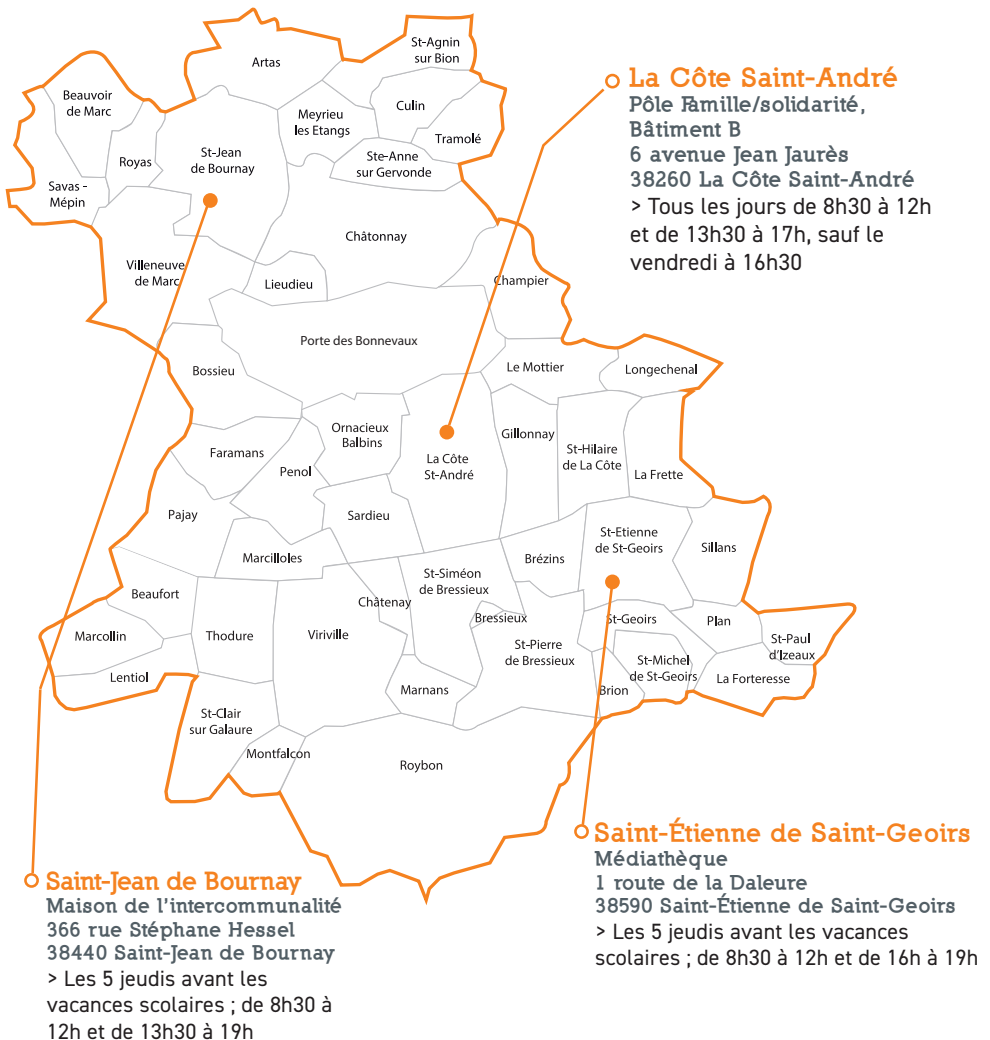 St-Agnin
sur Bion
Artas
Beauvoir
de Marc
Meyrieu
les Etangs
Culin
Tramolé
Royas
St-Jean
de Bournay
Ste-Anne
sur Gervonde
Savas -
Mépin
Châtonnay
Villeneuve
de Marc
Lieudieu
Champier
Porte des Bonnevaux
Bossieu
Le Mottier
Longechenal
Ornacieux
Balbins
Gillonnay
Faramans
Penol
La Côte
St-André
St-Hilaire
de La Côte
La Frette
Pajay
Sardieu
St-Etienne
de St-Geoirs
Sillans
Marcilloles
Brézins
St-Siméon
de Bressieux
Beaufort
Châtenay
Bressieux
St-Geoirs
Plan
Marcollin
Thodure
Viriville
St-Pierre
de Bressieux
St-Paul
d'Izeaux
St-Michel
de St-Geoirs
Lentiol
Marnans
Brion
La Forteresse
St-Clair
sur Galaure
Montfalcon
Roybon
La Côte Saint-André
Pôle Famille/solidarité,
Bâtiment B
6 avenue Jean Jaurès
38260 La Côte Saint-André
> Tous les jours de 8h30 à 12h
et de 13h30 à 17h, sauf le
vendredi à 16h30
Saint-Étienne de Saint-Geoirs
Médiathèque
1 route de la Daleure
38590 Saint-Étienne de Saint-Geoirs
> Les 5 jeudis avant les vacances
scolaires ; de 8h30 à 12h et de 16h à 19h
Saint-Jean de Bournay
Maison de l'intercommunalité
366 rue Stéphane Hessel
38440 Saint-Jean de Bournay
> Les 5 jeudis avant les
vacances scolaires ; de 8h30 à
12h et de 13h30 à 19h